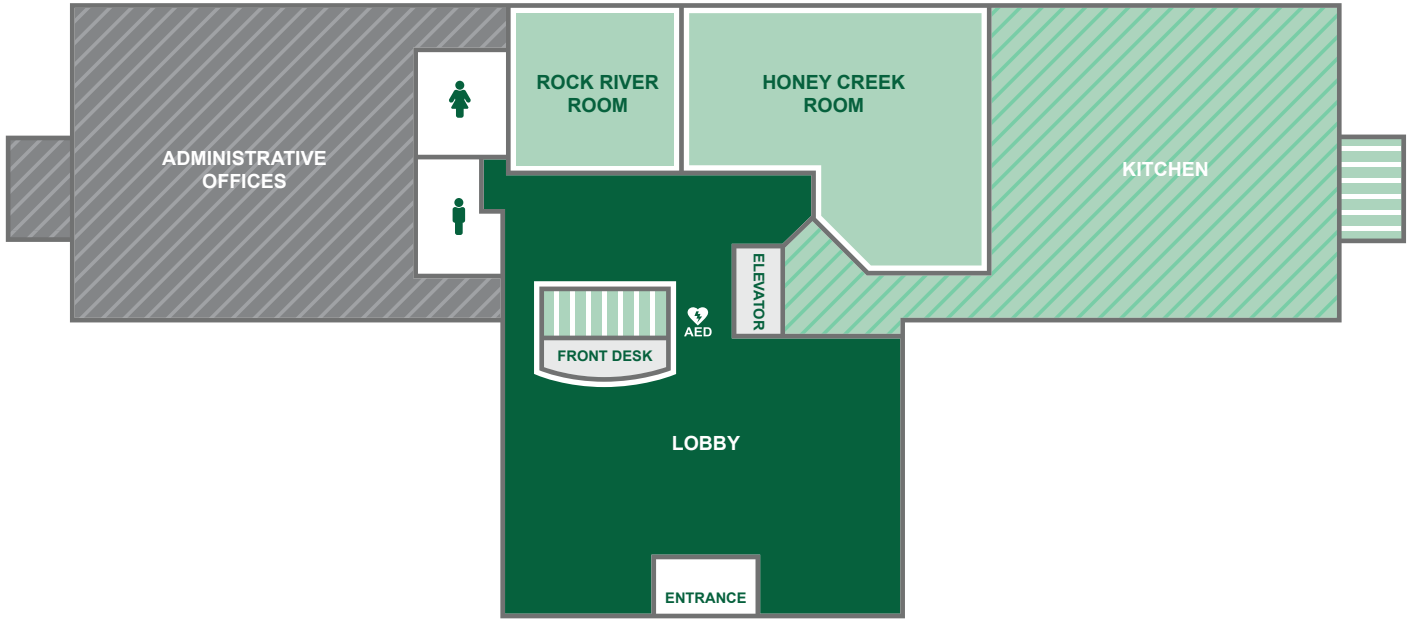 ROCK RIVER
ROOM
HONEY CREEK
ROOM
ADMINISTRATIVE
OFFICES
KITCHEN
ELEVATOR
AED
FRONT DESK
LOBBY
ENTRANCE